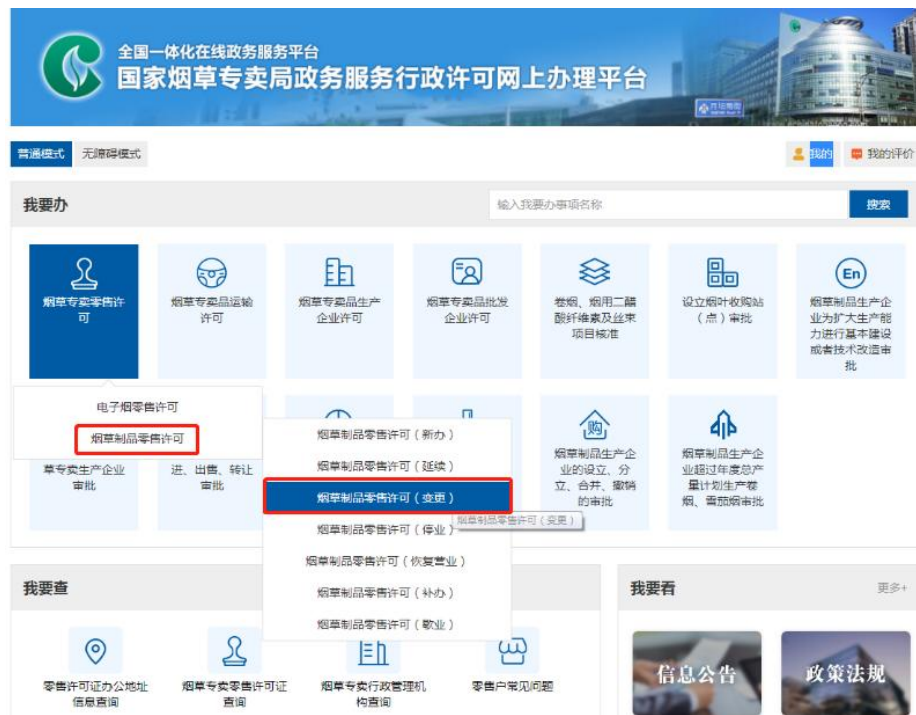 全国一体化在线政务服务平台
国家烟草专卖局政务服务行政许可网上办理平台
普通模式 无障碍模式 我的 我的评价
我要办 输入我要办事项名称 搜索
烟草专卖零售许
可
烟草专卖品运输
许可
烟草专卖品生产
企业许可
烟草专卖品批发
企业许可
卷烟、烟用二醋
酸纤维素及丝束
项目核准
设立烟叶收购站
（点）审批
En
烟草制品生产企
业为扩大生产能
力进行基本建设
或者技术改造审
批
电子烟零售许可
烟草制品零售许可
烟草制品零售许可（新办）
烟草制品零售许可（延续）
烟草制品零售许可（变更）
烟草制品零售许可（变更）
烟草制品零售许可（停业）
烟草制品零售许可（恢复营业）
烟草制品零售许可（补办）
烟草制品零售许可（歇业）
草专卖生产企业
审批
进、出售、转让
审批
购
烟草制品生产企
业的设立、分
立、合并、撤销
的审批
烟草制品生产企
业超过年度总产
量计划生产卷
烟、雪茄烟审批
我要查
零售许可证办公地址
信息查询
烟草专卖零售许可证
查询
烟草专卖行政管理机
构查询
零售户常见问题
我要看 更多+
信息公告
政策法规